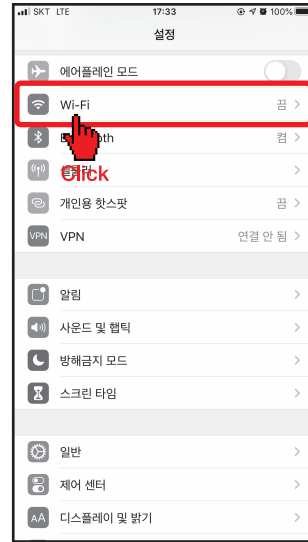 SKT LTE 17:33 100%
설정
에어플레인 모드
Wi-Fi 끔
켬
Click
개인용 핫스팟 끔
VPN VPN 연결 안 됨
알림
사운드 및 햅틱
방해금지 모드
스크린 타임
일반
제어 센터
AA 디스플레이 및 밝기